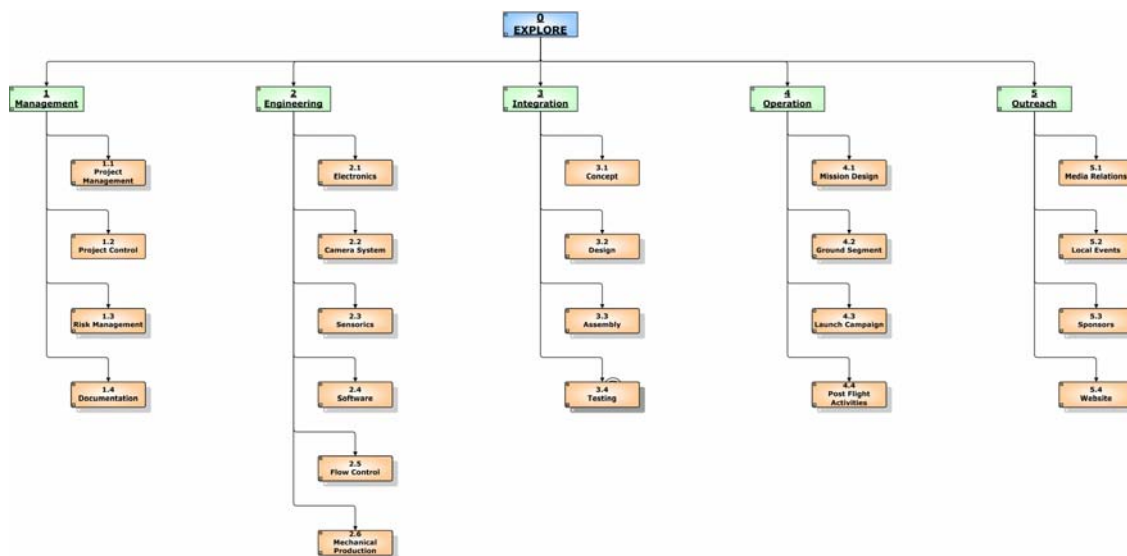 0
EXPLORE
1
Management
2
Engineering
3
Integration
4
Operation
5
Outreach
1.1
Project
Management
2.1
Electronics
3.1
Concept
4.1
Mission Design
5.1
Media Relations
1.2
Project Control
2.2
Camera System
3.2
Design
4.2
Ground Segment
5.2
Local Events
1.3
Risk Management
2.3
Sensorics
3.3
Assembly
4.3
Launch Campaign
5.3
Sponsors
1.4
Documentation
2.4
Software
3.4
Testing
4.4
Post Flight
Activities
5.4
Website
2.5
Flow Control
2.6
Mechanical
Production